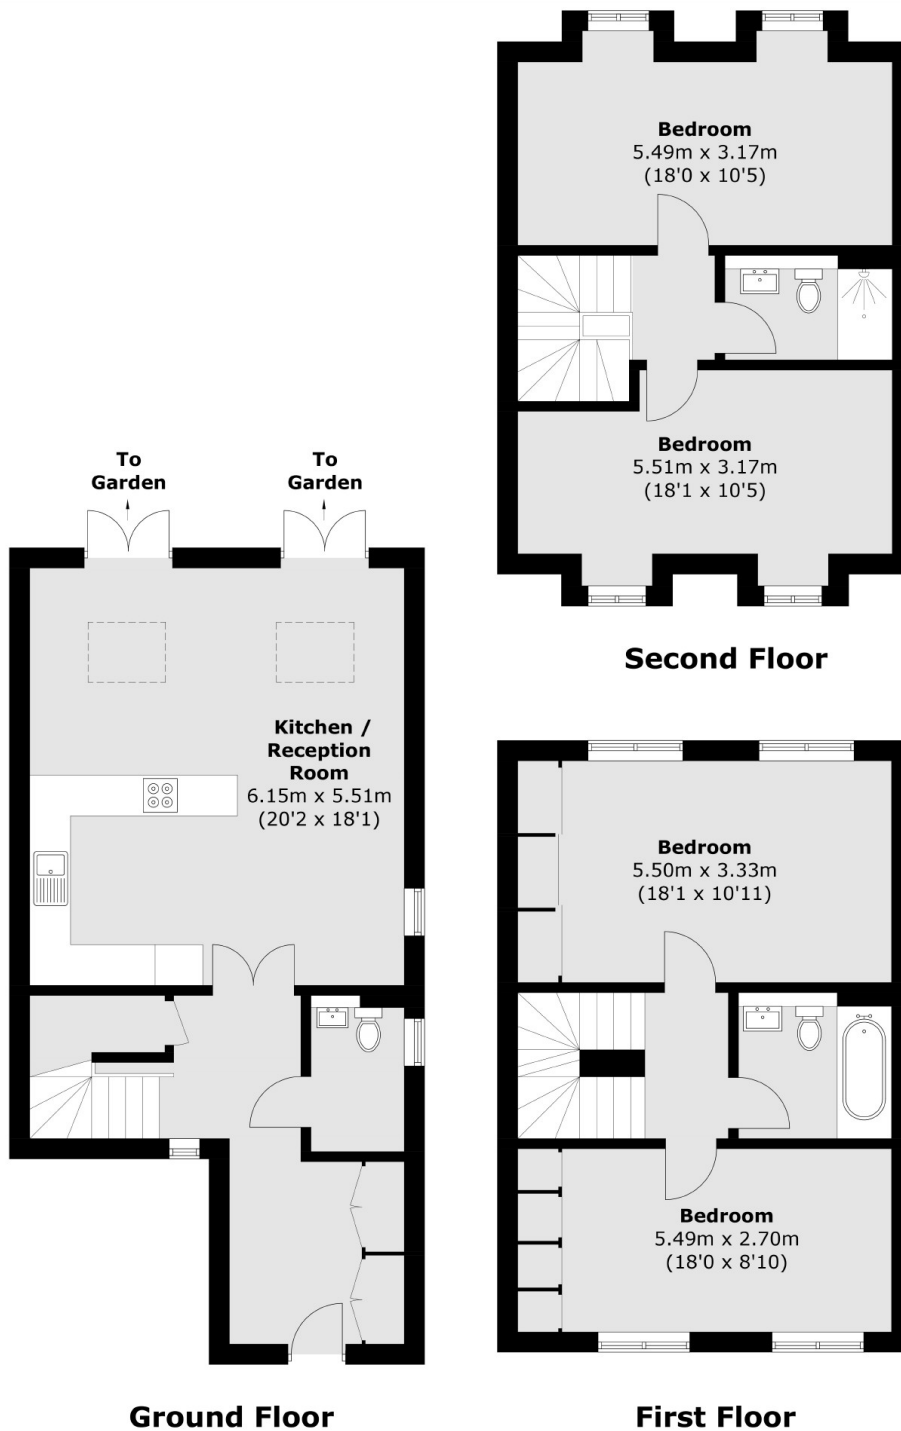 Bedroom
5.49m x 3.17m
(18'0 x 10'5)
Bedroom
5.51m x 3.17m
(18'1 x 10'5)
Second Floor
To
Garden
To
Garden
Kitchen /
Reception
Room
6.15m x 5.51m
(20'2 x 18'1)
Ground Floor
Bedroom
5.50m x 3.33m
(18'1 x 10'11)
Bedroom
5.49m x 2.70m
(18'0 x 8'10)
First Floor